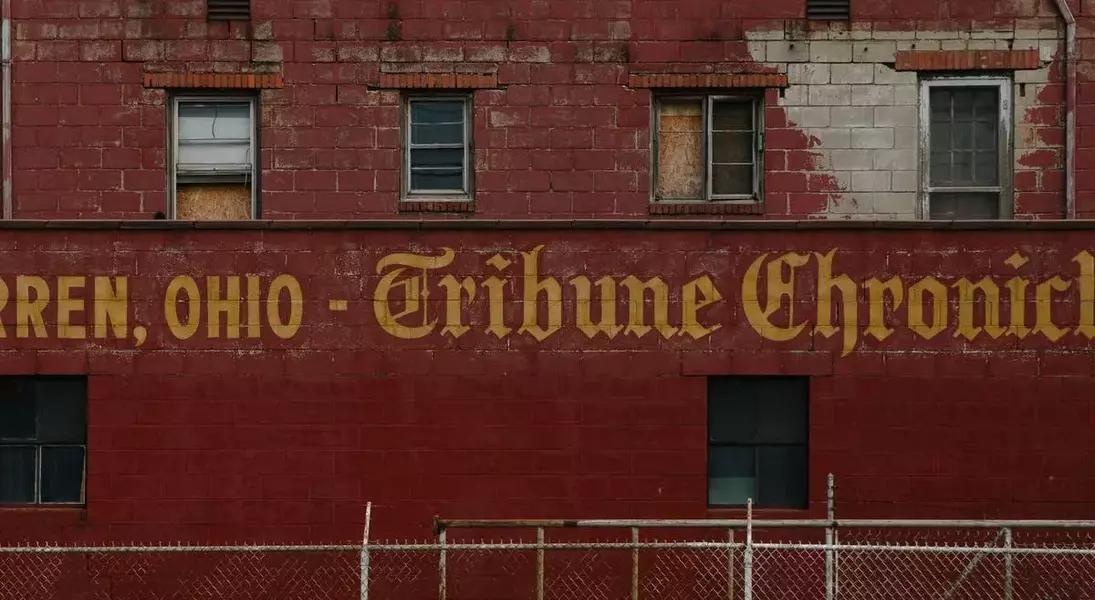 RREN, OHIO - Tribune Chronicl